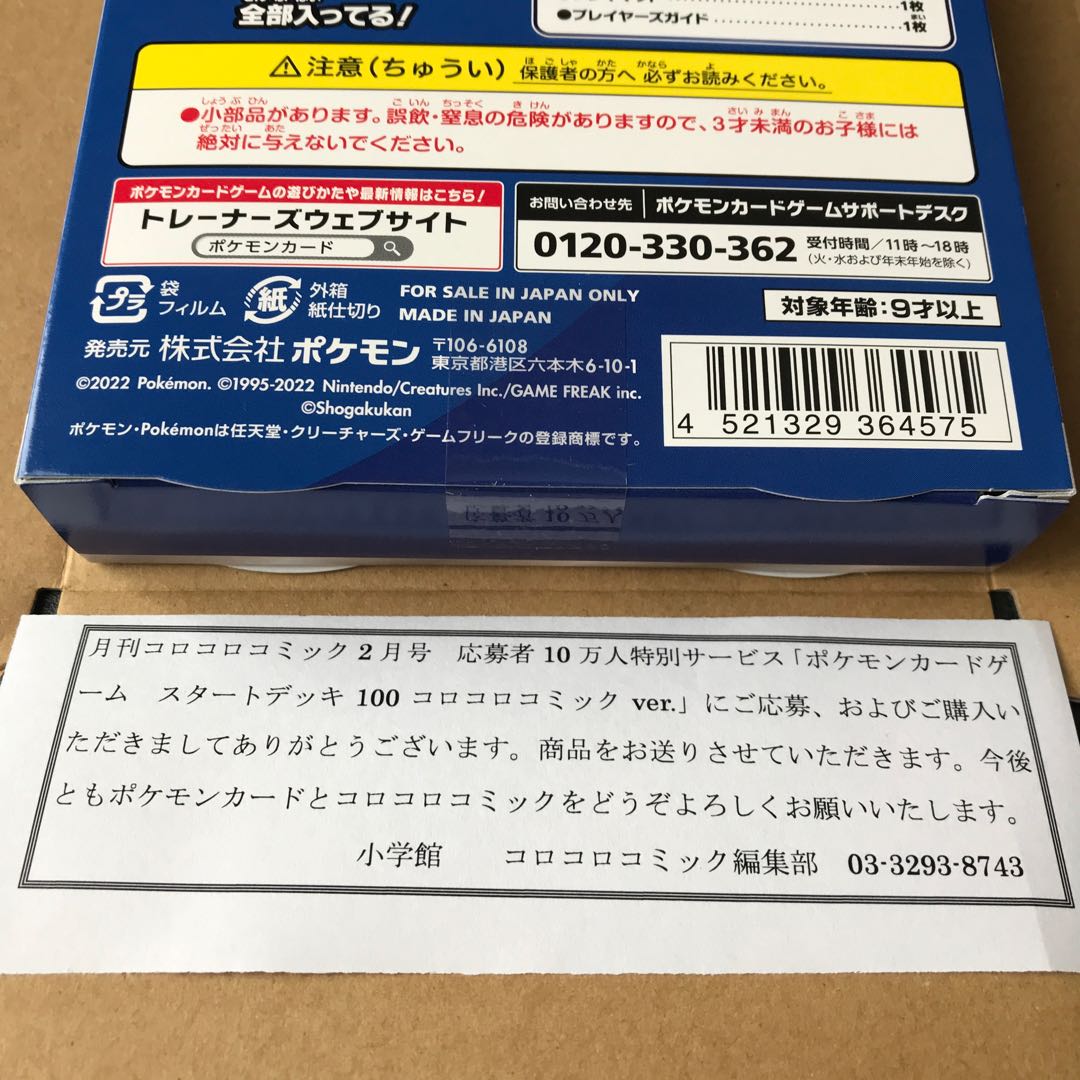 全部入ってる!
1枚
●プレイヤーズガイド 1枚
⚠注意(ちゅうい) 保護者の方へ 必ずお読みください。
●小部品があります。誤飲・窒息の危険がありますので、3才未満のお子様には
絶対に与えないでください。
ポケモンカードゲームの遊びかたや最新情報はこちら!
トレーナーズウェブサイト
ポケモンカード
お問い合わせ先 ポケモンカードゲームサポートデスク
0120-330-362 受付時間/11時〜18時
(火・水および年末年始を除く)
プラ 袋
フィルム
紙 外箱
紙仕切り
FOR SALE IN JAPAN ONLY
MADE IN JAPAN
対象年齢:9才以上
発売元 株式会社 ポケモン 〒106-6108
東京都港区六本木6-10-1
©2022 Pokémon. ©1995-2022 Nintendo/Creatures Inc./GAME FREAK inc.
©Shogakukan
ポケモン・Pokémonは任天堂・クリーチャーズ・ゲームフリークの登録商標です。
4 521329 364575
月刊コロコロコミック2月号 応募者10万人特別サービス「ポケモンカードゲ
ーム スタートデッキ100 コロコロコミック ver.」にご応募、およびご購入い
ただきましてありがとうございます。商品をお送りさせていただきます。今後
ともポケモンカードとコロコロコミックをどうぞよろしくお願いいたします。
小学館 コロコロコミック編集部 03-3293-8743